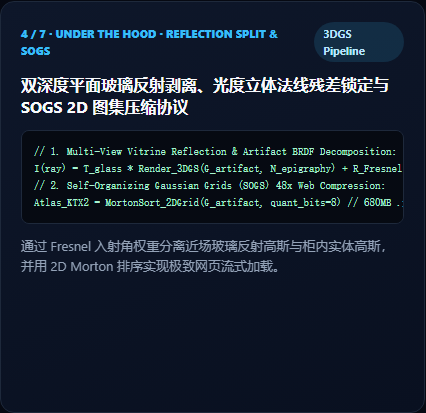 4 / 7 · UNDER THE HOOD · REFLECTION SPLIT &
SOGS
3DGS
Pipeline
双深度平面玻璃反射剥离、光度立体法线残差锁定与
SOGS 2D 图集压缩协议
// 1. Multi-View Vitrine Reflection & Artifact BRDF Decomposition:
I(ray) = T_glass * Render_3DGS(G_artifact, N_epigraphy) + R_Fresnel
// 2. Self-Organizing Gaussian Grids (SOGS) 48x Web Compression:
Atlas_KTX2 = MortonSort_2DGrid(G_artifact, quant_bits=8) // 680MB .
通过 Fresnel 入射角权重分离近场玻璃反射高斯与柜内实体高斯，
并用 2D Morton 排序实现极致网页流式加载。